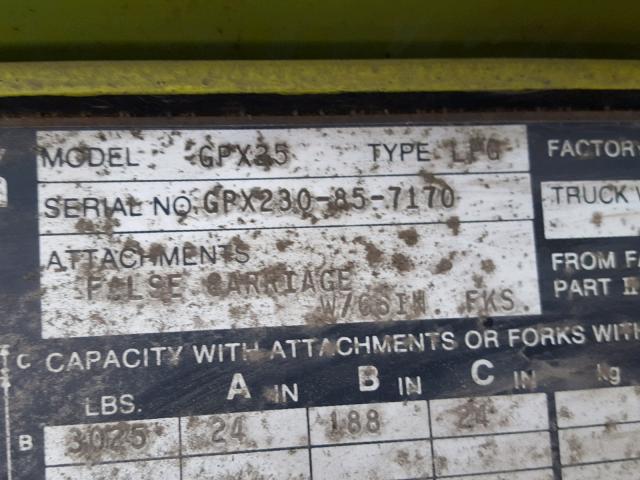 MODEL GPX25 TYPE LPG
SERIAL NO. GPX230-85-7170
ATTACHMENTS
FALSE CARRIAGE
W/ FKS.
CAPACITY WITH ATTACHMENTS OR FORKS WITH
LBS. A IN B IN C IN kg
B 3025 24 188 24
C
FACTORY
TRUCK
FROM FA
PART II